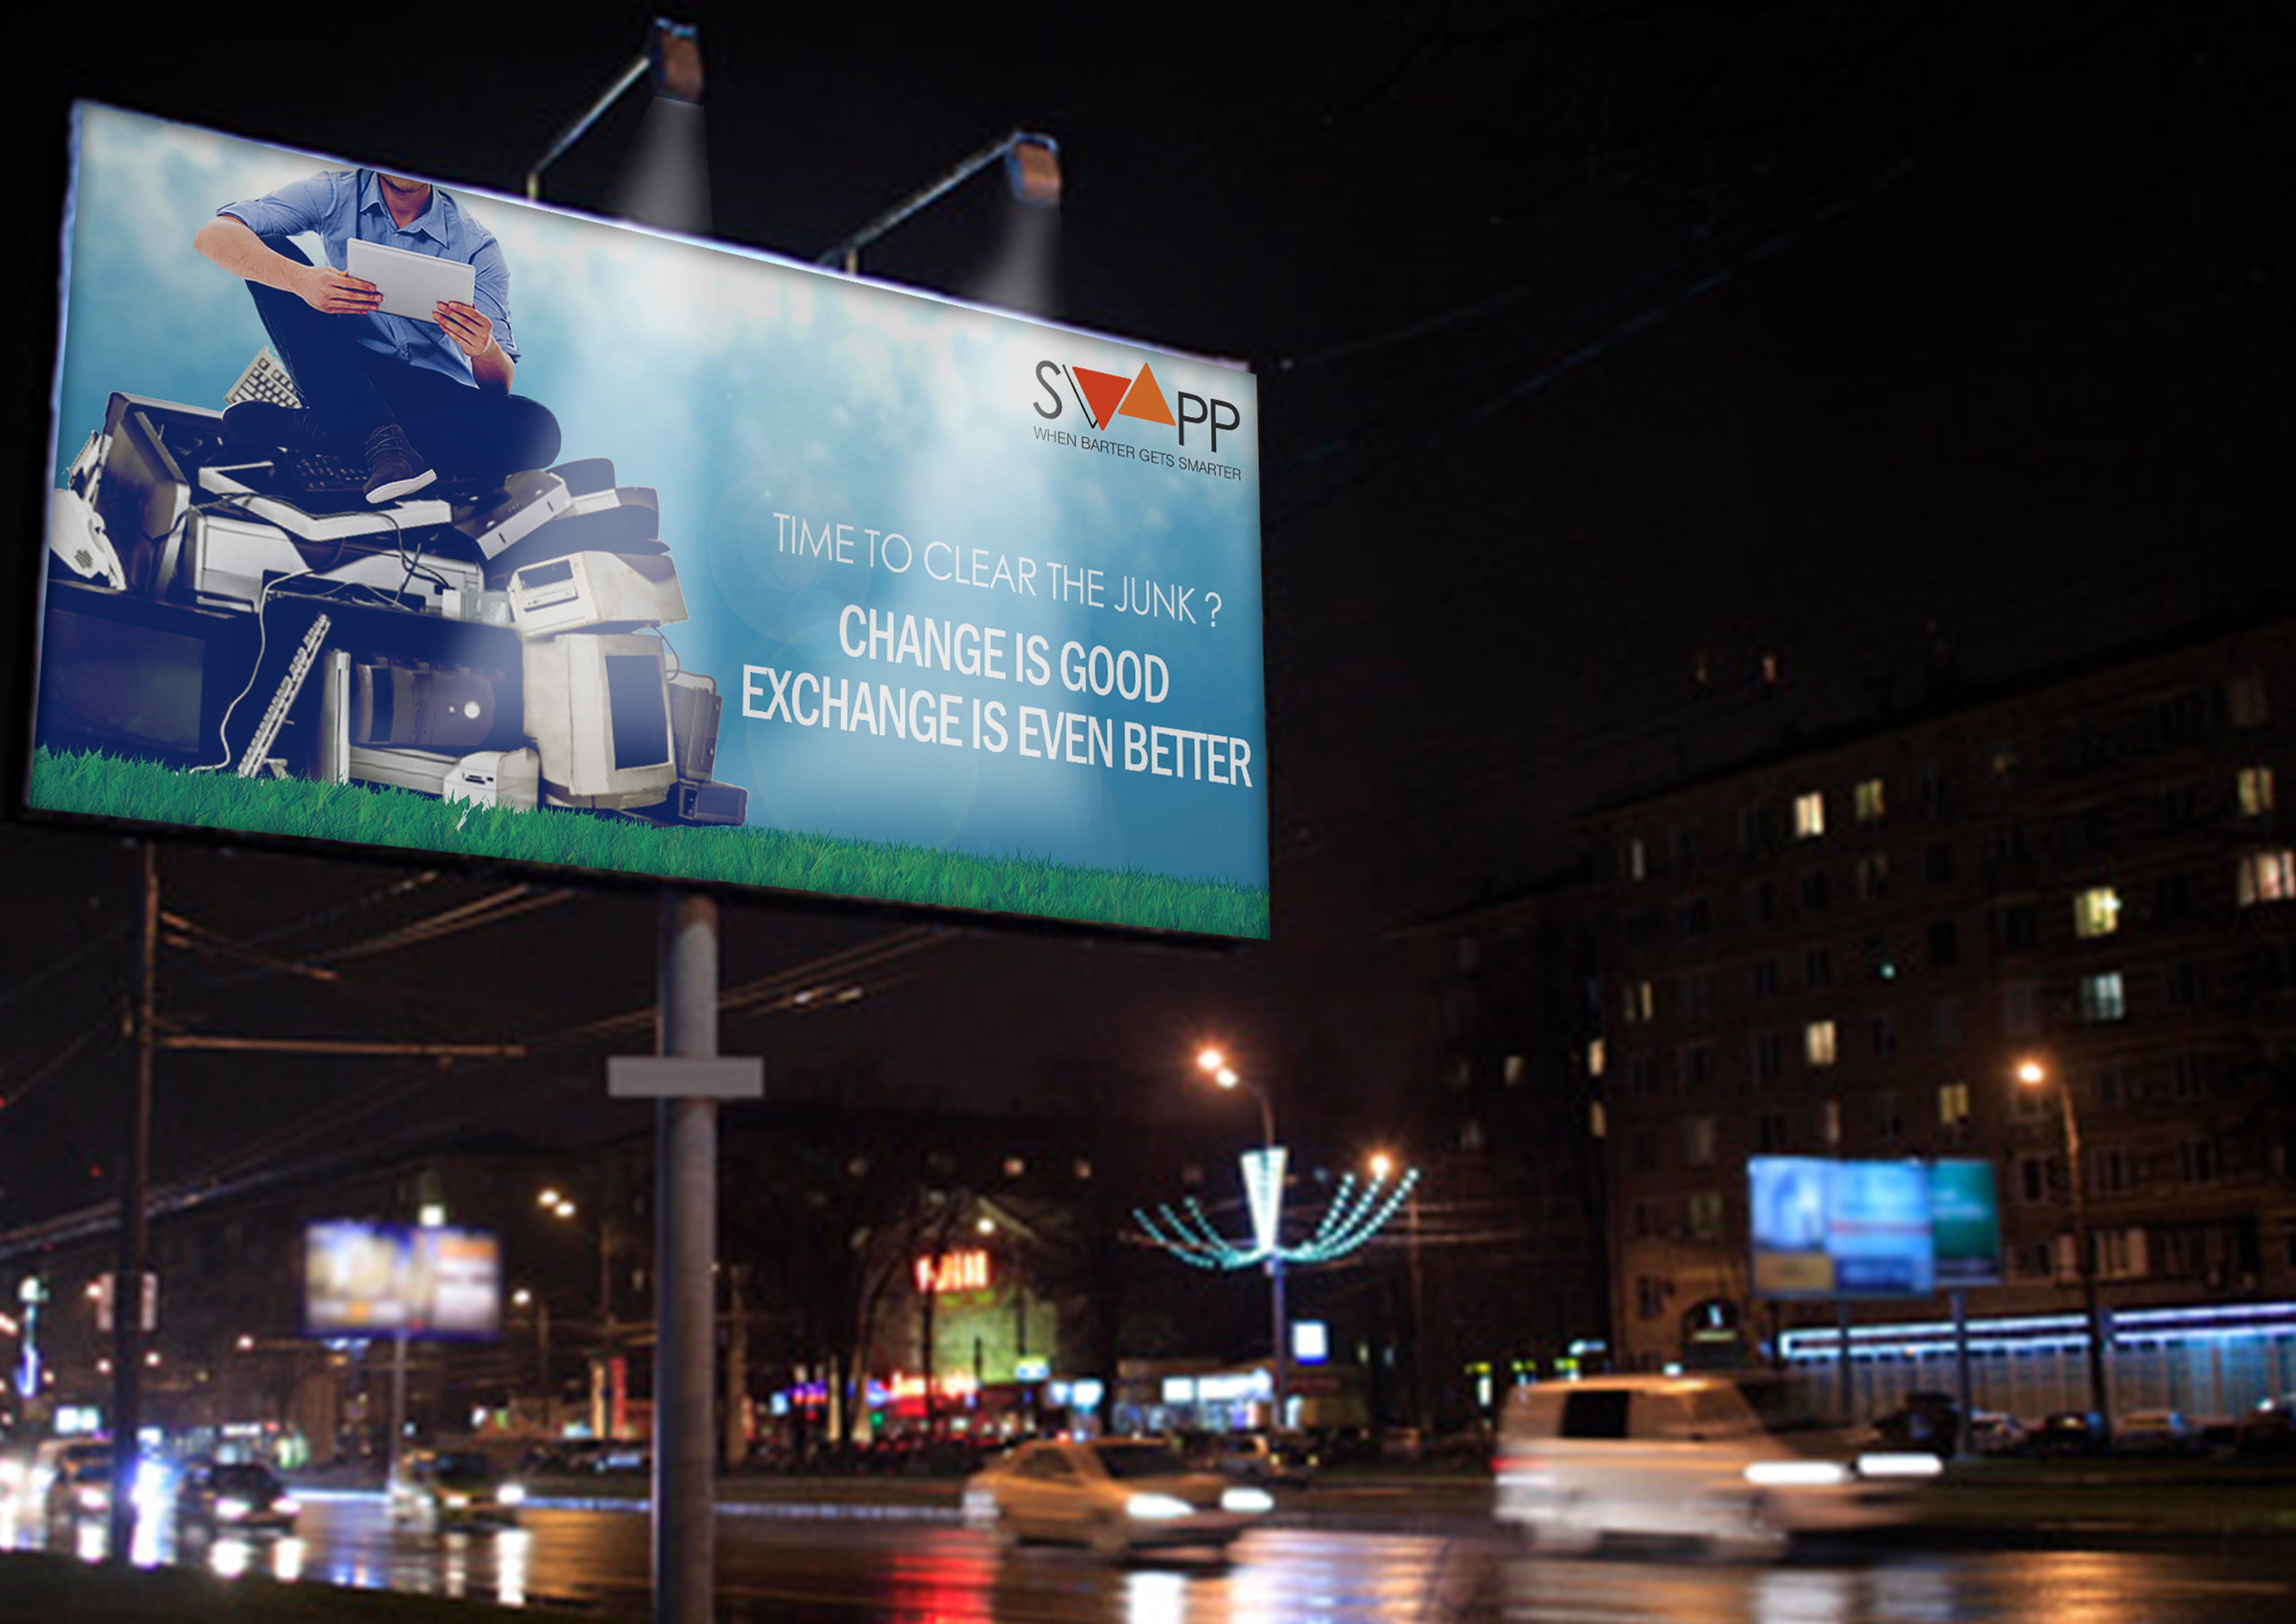 SWAPP
WHEN BARTER GETS SMARTER
TIME TO CLEAR THE JUNK ?
CHANGE IS GOOD
EXCHANGE IS EVEN BETTER